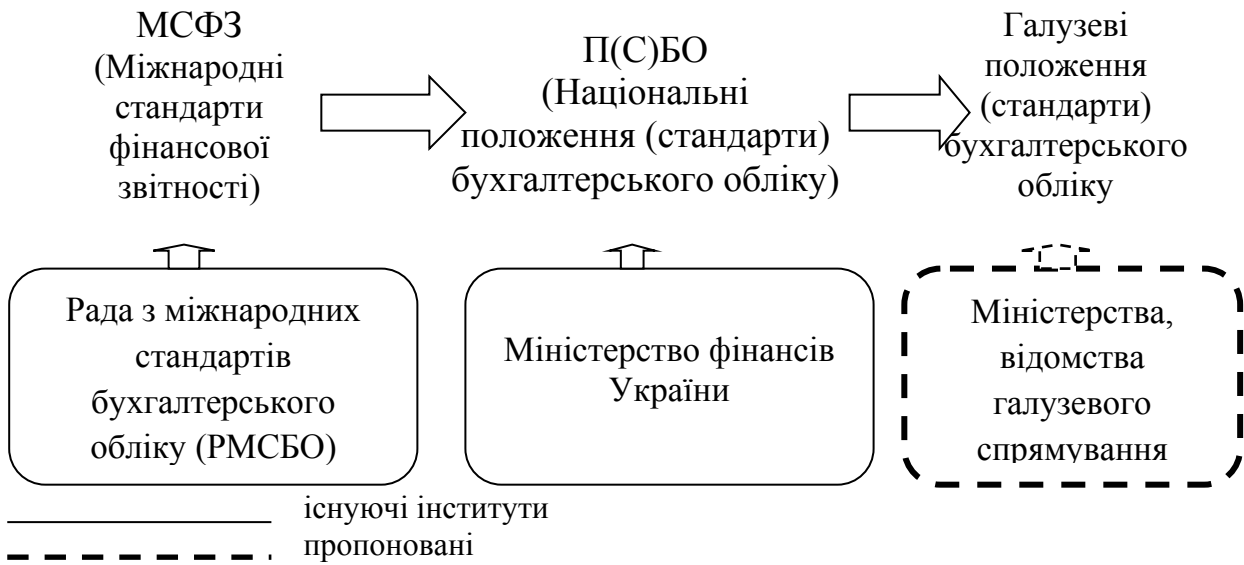 МСФЗ
(Міжнародні
стандарти
фінансової
звітності)
П(С)БО
(Національні
положення (стандарти)
бухгалтерського обліку)
Галузеві
положення
(стандарти)
бухгалтерського
обліку
Рада з міжнародних
стандартів
бухгалтерського
обліку (РМСБО)
Міністерство фінансів
України
Міністерства,
відомства
галузевого
спрямування
існуючі інститути
пропоновані